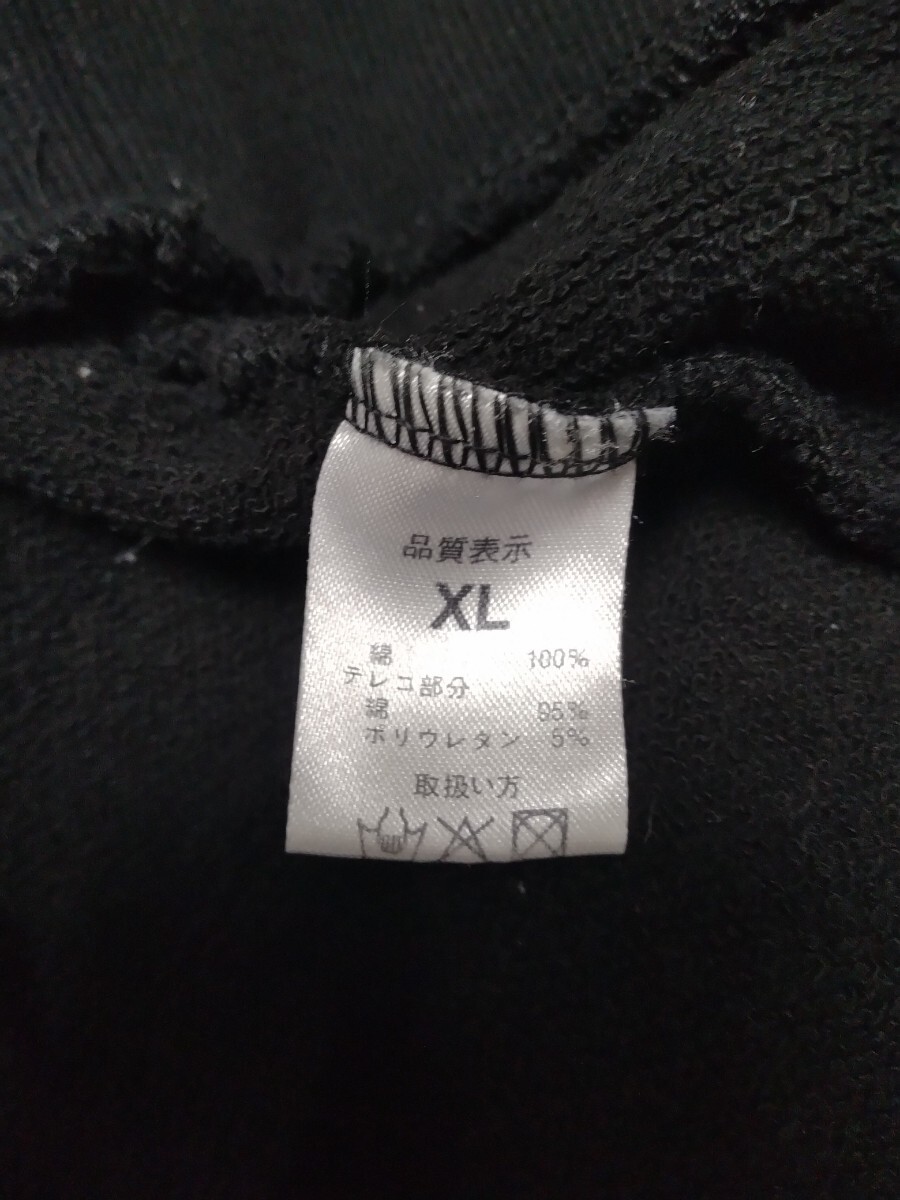 品質表示
XL
綿 100%
テレコ部分
綿 95%
ポリウレタン 5%
取扱い方